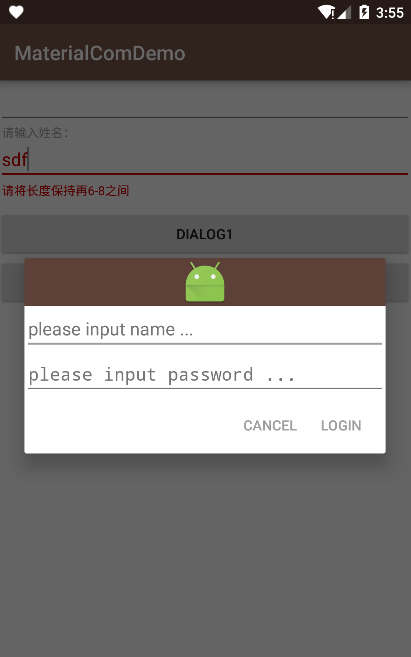 3:55
MaterialComDemo
请输入姓名:
sdf
请将长度保持再6-8之间
DIALOG1
please input name ...
please input password ...
CANCEL LOGIN